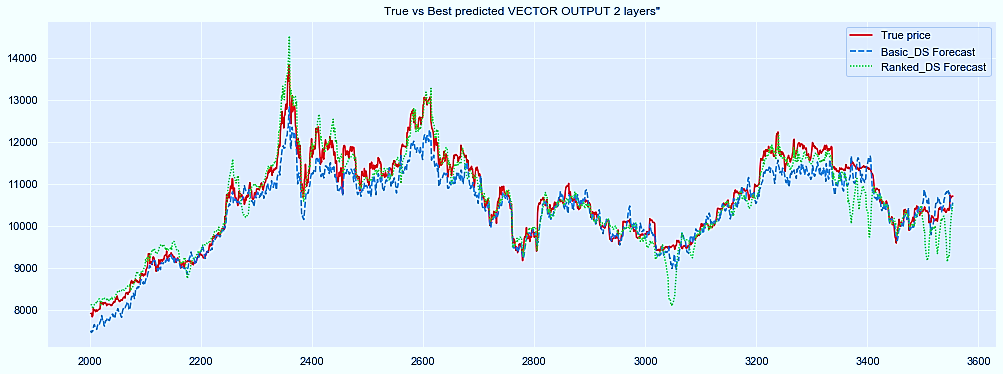 True vs Best predicted VECTOR OUTPUT 2 layers"
True price
Basic_DS Forecast
Ranked_DS Forecast
14000
13000
12000
11000
10000
9000
8000
2000 2200 2400 2600 2800 3000 3200 3400 3600